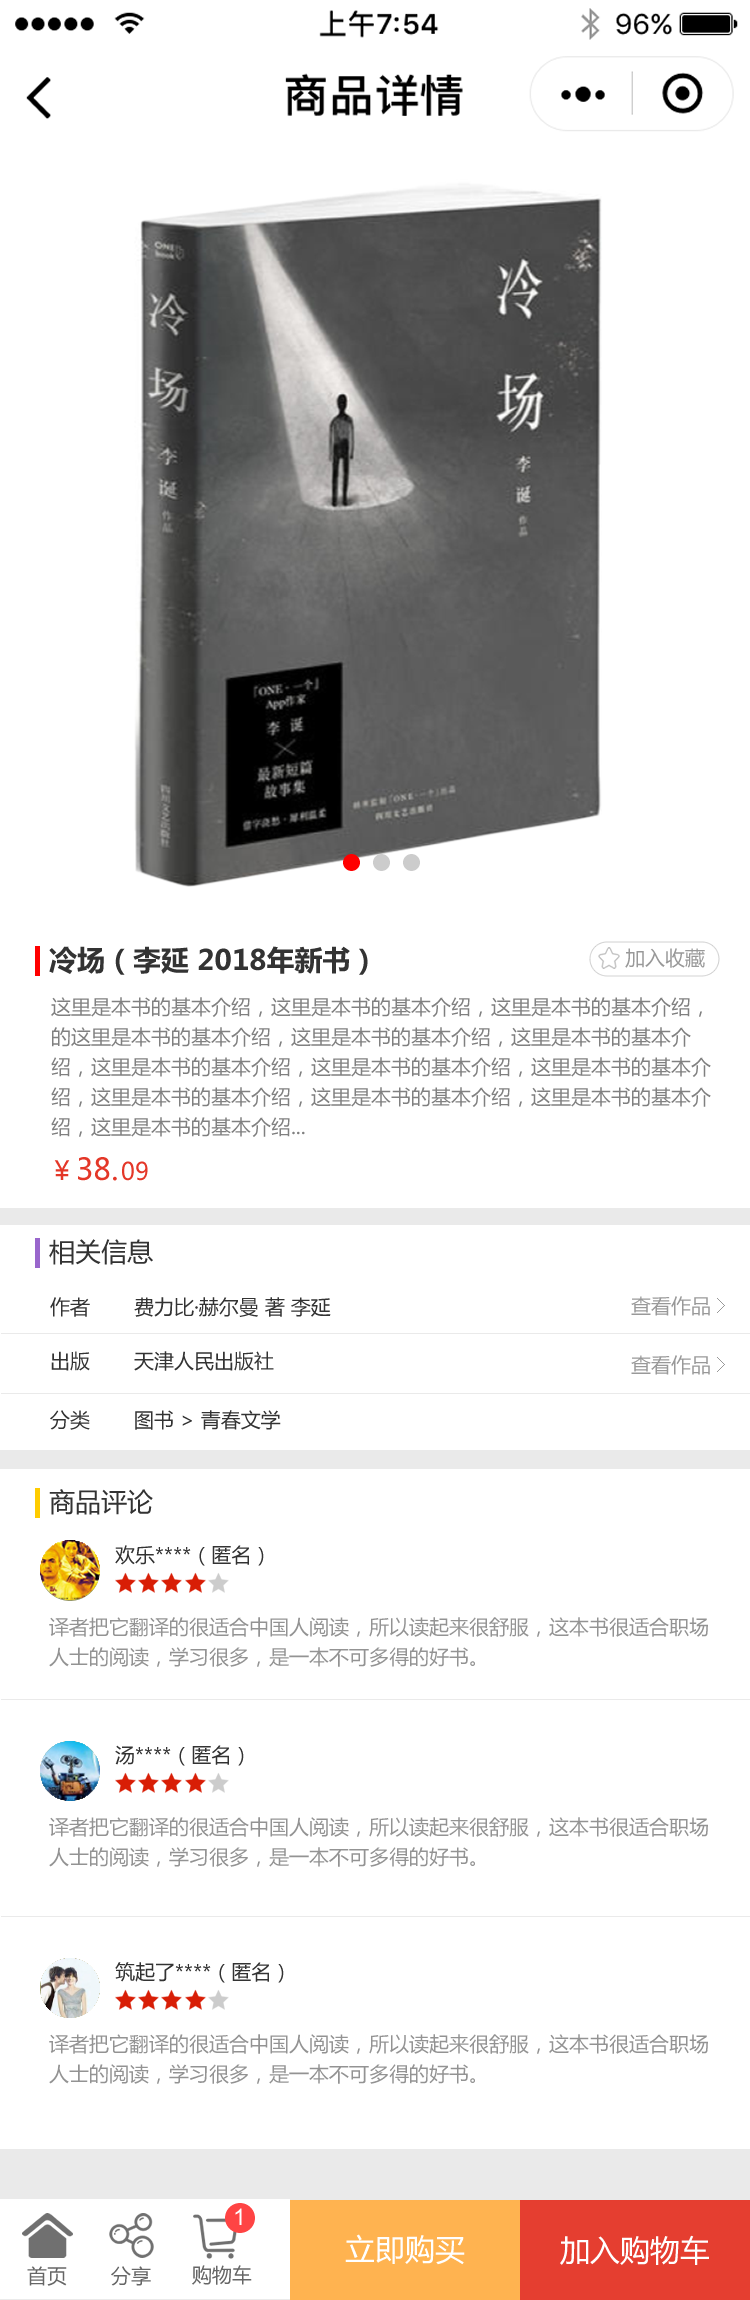 上午7:54
96%
商品详情
ONE
book
冷场
李诞
作品
四川文艺出版社
冷场
李诞
作品
「ONE·一个」
App作家
李 诞
最新短篇
故事集
四川文艺出版社
冷场（李延 2018年新书）
加入收藏
这里是本书的基本介绍，这里是本书的基本介绍，这里是本书的基本介绍，
的这里是本书的基本介绍，这里是本书的基本介绍，这里是本书的基本介
绍，这里是本书的基本介绍，这里是本书的基本介绍，这里是本书的基本介
绍，这里是本书的基本介绍，这里是本书的基本介绍，这里是本书的基本介
绍，这里是本书的基本介绍...
¥38.09
相关信息
作者 费力比·赫尔曼 著 李延 查看作品
出版 天津人民出版社 查看作品
分类 图书 > 青春文学
商品评论
欢乐****（匿名）
译者把它翻译的很适合中国人阅读，所以读起来很舒服，这本书很适合职场
人士的阅读，学习很多，是一本不可多得的好书。
汤****（匿名）
译者把它翻译的很适合中国人阅读，所以读起来很舒服，这本书很适合职场
人士的阅读，学习很多，是一本不可多得的好书。
筑起了****（匿名）
译者把它翻译的很适合中国人阅读，所以读起来很舒服，这本书很适合职场
人士的阅读，学习很多，是一本不可多得的好书。
1
首页 分享 购物车 立即购买 加入购物车